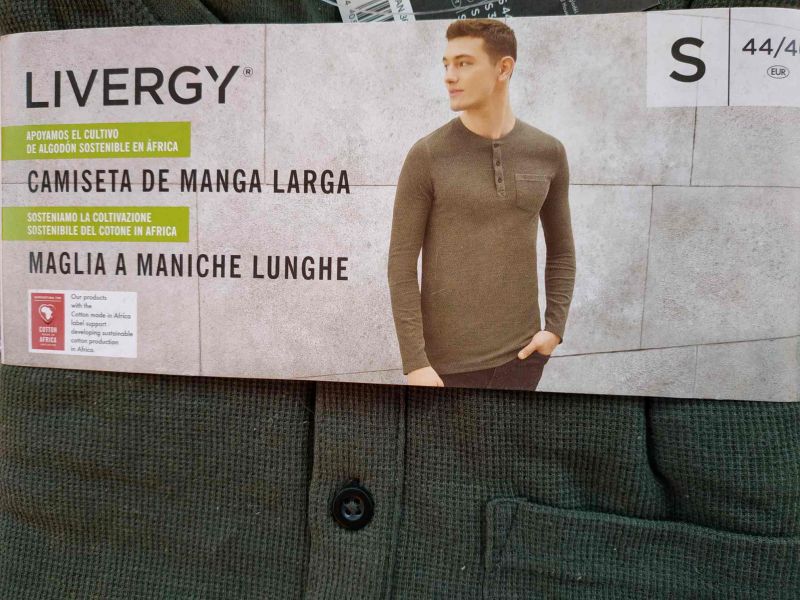 LIVERGY®
APOYAMOS EL CULTIVO
DE ALGODÓN SOSTENIBLE EN ÁFRICA
CAMISETA DE MANGA LARGA
SOSTENIAMO LA COLTIVAZIONE
SOSTENIBILE DEL COTONE IN AFRICA
MAGLIA A MANICHE LUNGHE
COTTON
AFRICA
Our products
with the
Cotton made in Africa
label support
developing sustainable
cotton production
in Africa.
S
EUR